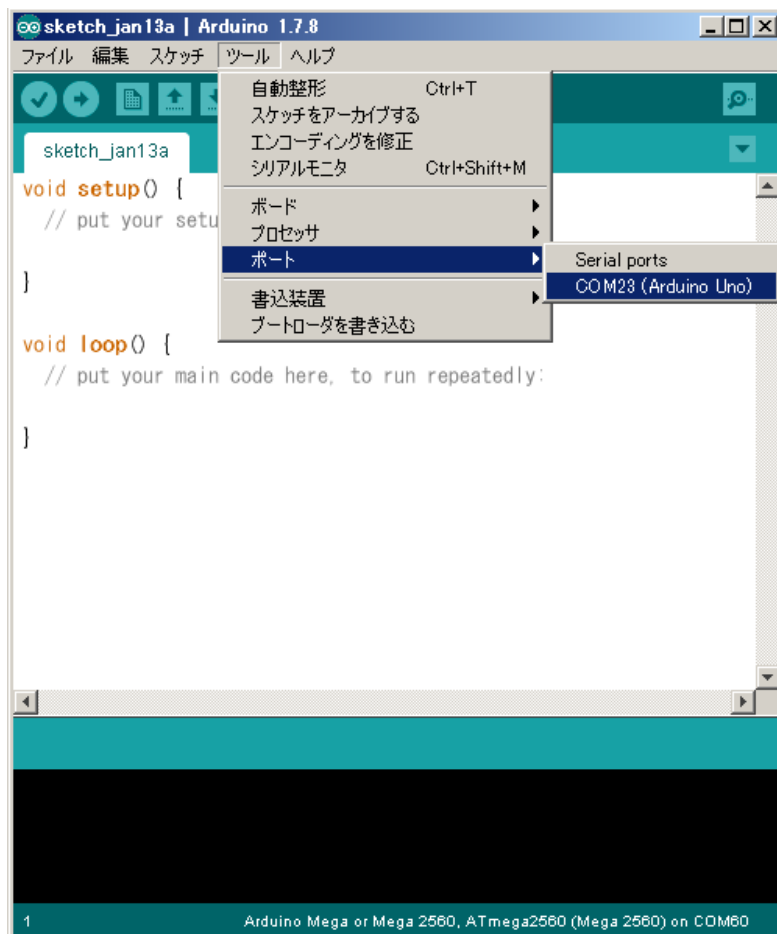 sketch_jan13a | Arduino 1.7.8
ファイル 編集 スケッチ ツール ヘルプ
自動整形 Ctrl+T
スケッチをアーカイブする
エンコーディングを修正
シリアルモニタ Ctrl+Shift+M
ボード
プロセッサ
ポート
Serial ports
COM23 (Arduino Uno)
書込装置
ブートローダを書き込む
sketch_jan13a
void setup() {
// put your setu
}
void loop() {
// put your main code here, to run repeatedly:
}
1 Arduino Mega or Mega 2560, ATmega2560 (Mega 2560) on COM60